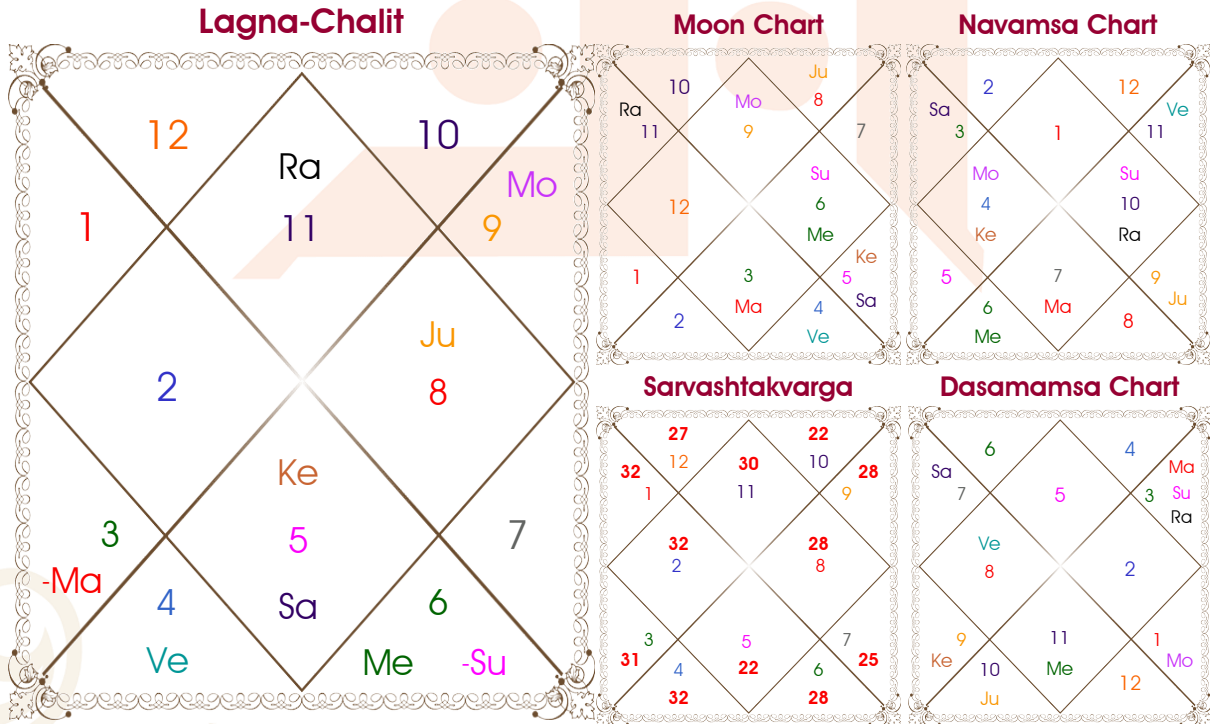 Lagna-Chalit
12
10
Ra
Mo
1
11
9
Ju
2
8
Ke
3
5
7
-Ma
4
Sa
6
Ve
Me
-Su
Moon Chart
Ju
10
Mo
8
Ra
11
9
7
Su
12
6
Me
Ke
1
3
5
Ma
Sa
2
4
Ve
Navamsa Chart
2
12
Sa
Ve
3
1
11
Mo
Su
4
10
Ke
Ra
5
7
9
Ma
Ju
6
8
Me
Sarvashtakvarga
27
22
12
30
10
32
28
1
11
9
32
28
2
8
3
5
7
31
22
25
4
6
32
28
Dasamamsa Chart
6
4
Sa
Ma
7
5
3
Su
Ra
Ve
8
2
9
11
1
Ke
Me
Mo
10
12
Ju